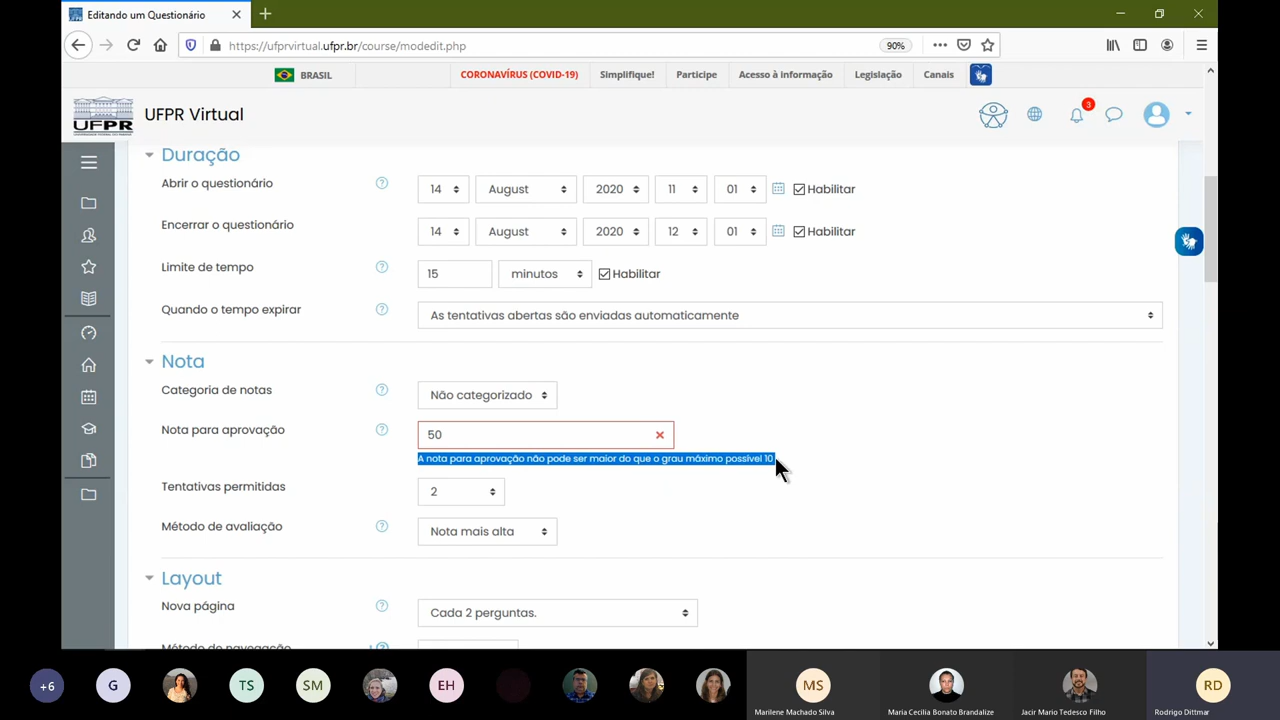 Editando um Questionário
https://ufprvirtual.ufpr.br/course/modedit.php
90%
BRASIL
CORONAVÍRUS (COVID-19)
Simplifique!
Participe
Acesso à informação
Legislação
Canais
UFPR
UFPR Virtual
3
Duração
Abrir o questionário
14
August
2020
11
01
Habilitar
Encerrar o questionário
14
August
2020
12
01
Habilitar
Limite de tempo
15
minutos
Habilitar
Quando o tempo expirar
As tentativas abertas são enviadas automaticamente
Nota
Categoria de notas
Não categorizado
Nota para aprovação
50
A nota para aprovação não pode ser maior do que o grau máximo possível 10
Tentativas permitidas
2
Método de avaliação
Nota mais alta
Layout
Nova página
Cada 2 perguntas.
Método de navegação
+6
G
TS
SM
EH
MS
RD
Marilene Machado Silva
Maria Cecilia Bonato Brandalize
Jacir Mario Tedesco Filho
Rodrigo Dittmar